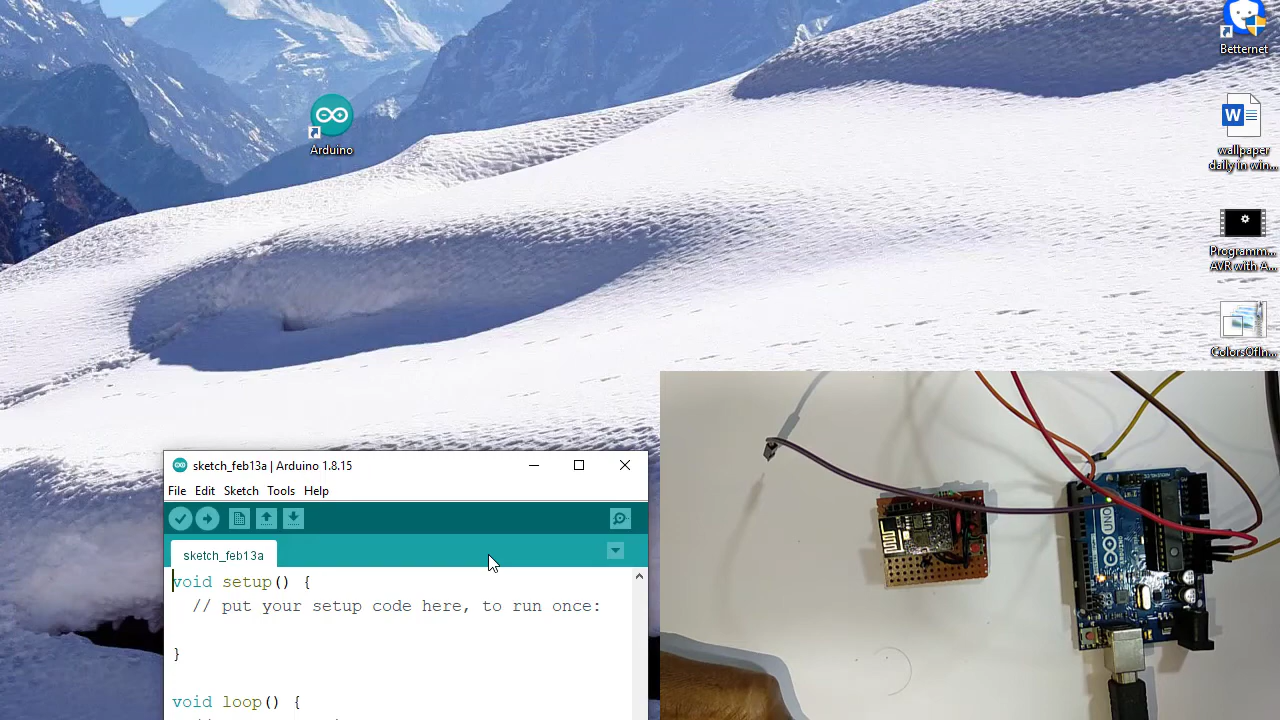 Betternet
Arduino
wallpaper
daily in win...
Programm...
AVR with A...
ColorsOfIn...
sketch_feb13a | Arduino 1.8.15
File Edit Sketch Tools Help
sketch_feb13a
void setup() {
// put your setup code here, to run once:
}
void loop() {
UNO